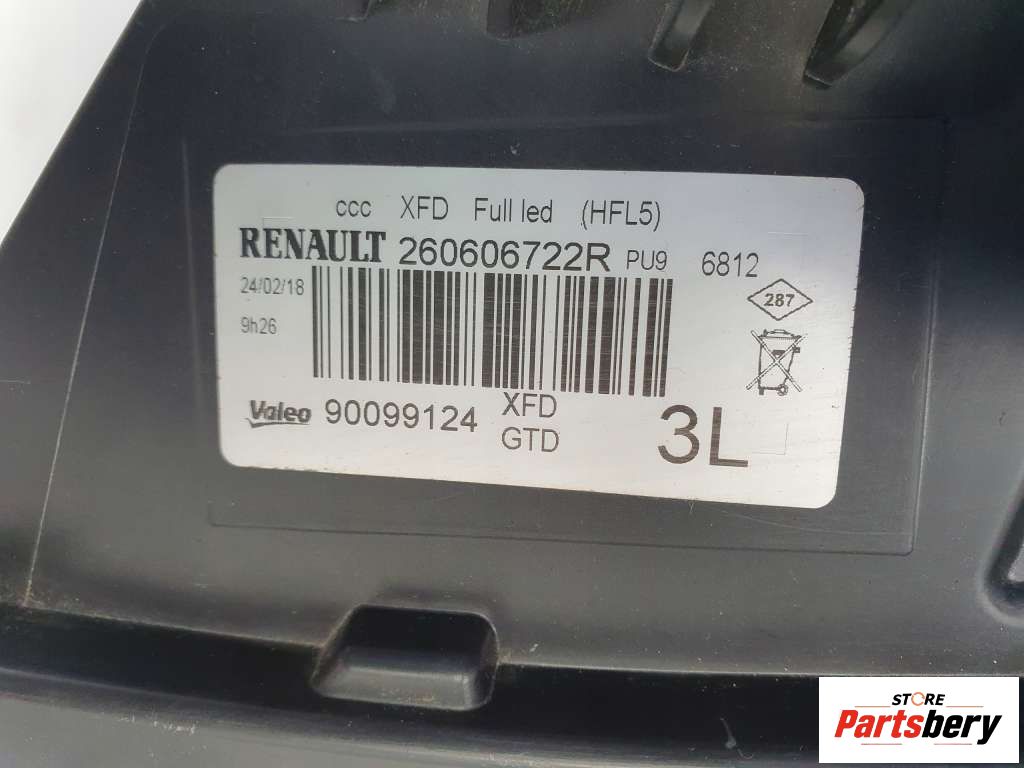 ccc XFD Full led (HFL5)
RENAULT 260606722R PU9 6812
24/02/18
287
9h26
Valeo 90099124 XFD
GTD
3L
STORE
Partsbery